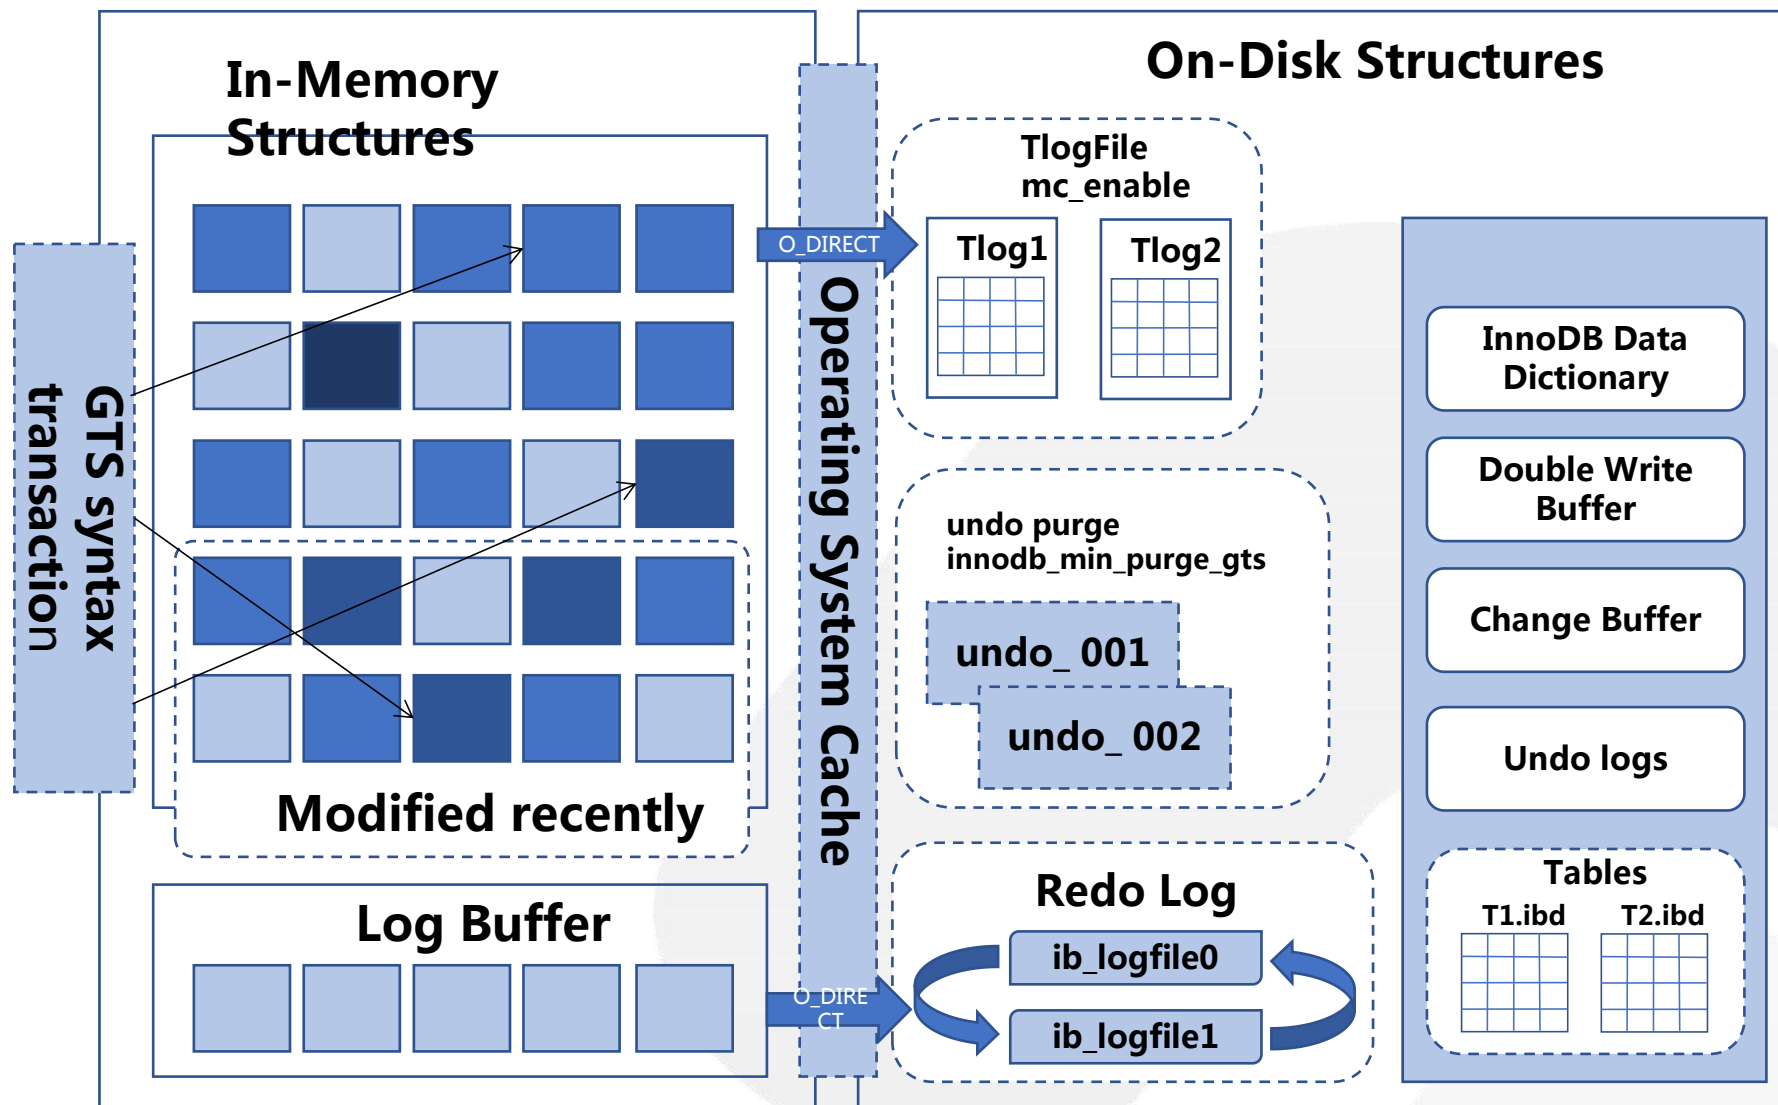 In-Memory
Structures
On-Disk Structures
GTS syntax
transaction
Modified recently
Log Buffer
Operating System Cache
O_DIRECT
O_DIRE
CT
TlogFile
mc_enable
Tlog1
Tlog2
undo purge
innodb_min_purge_gts
undo_ 001
undo_ 002
Redo Log
ib_logfile0
ib_logfile1
InnoDB Data
Dictionary
Double Write
Buffer
Change Buffer
Undo logs
Tables
T1.ibd
T2.ibd